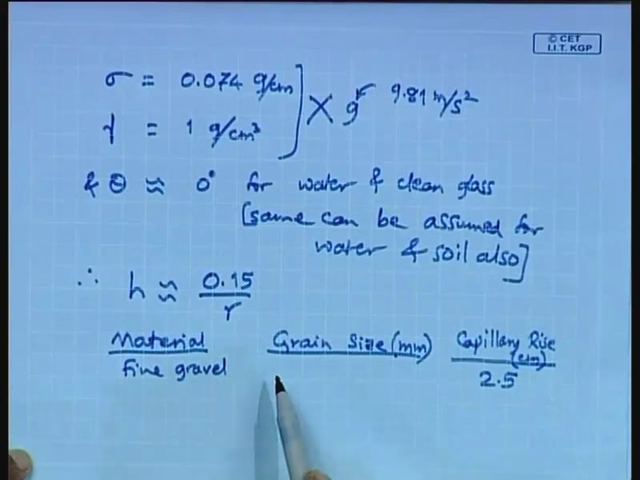 © CET
I.I.T. KGP
σ = 0.074 g/cm
γ = 1 g/cm³ ] × g 9.81 m/s²
& Θ ≈ 0° for water & clean glass
[same can be assumed for
water & soil also]
∴ h ≈ 0.15/r
Material Grain Size (mm) Capillary Rise (cm)
Fine gravel 2.5